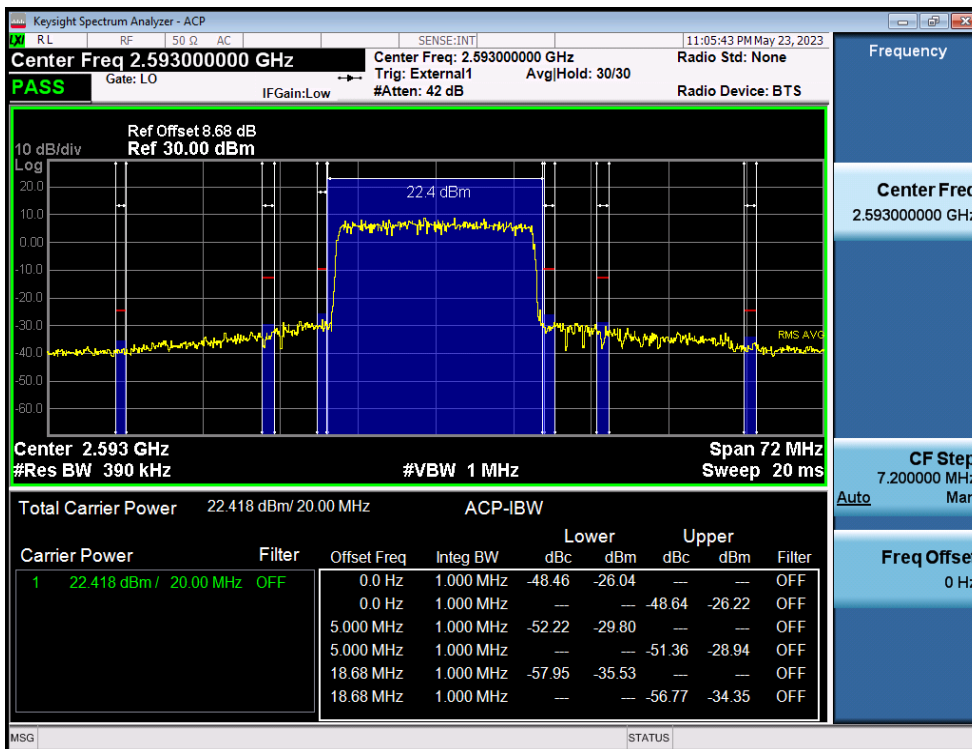 Keysight Spectrum Analyzer - ACP
LXI RL RF 50 Ω AC SENSE:INT 11:05:43 PM May 23, 2023
Center Freq 2.593000000 GHz Center Freq: 2.593000000 GHz Radio Std: None
Gate: LO Trig: External1 Avg|Hold: 30/30
PASS IFGain:Low #Atten: 42 dB Radio Device: BTS
Ref Offset 8.68 dB
10 dB/div Ref 30.00 dBm
Log
20.0
22.4 dBm
10.0
0.00
-10.0
-20.0
-30.0
RMS AVG
-40.0
-50.0
-60.0
Center 2.593 GHz Span 72 MHz
#Res BW 390 kHz #VBW 1 MHz Sweep 20 ms
Total Carrier Power 22.418 dBm/ 20.00 MHz ACP-IBW
Lower Upper
Carrier Power Filter Offset Freq Integ BW dBc dBm dBc dBm Filter
1 22.418 dBm / 20.00 MHz OFF 0.0 Hz 1.000 MHz -48.46 -26.04 --- --- OFF
0.0 Hz 1.000 MHz --- --- -48.64 -26.22 OFF
5.000 MHz 1.000 MHz -52.22 -29.80 --- --- OFF
5.000 MHz 1.000 MHz --- --- -51.36 -28.94 OFF
18.68 MHz 1.000 MHz -57.95 -35.53 --- --- OFF
18.68 MHz 1.000 MHz --- --- -56.77 -34.35 OFF
MSG STATUS
Frequency
Center Freq
2.593000000 GHz
CF Step
7.200000 MHz
Auto Man
Freq Offset
0 Hz